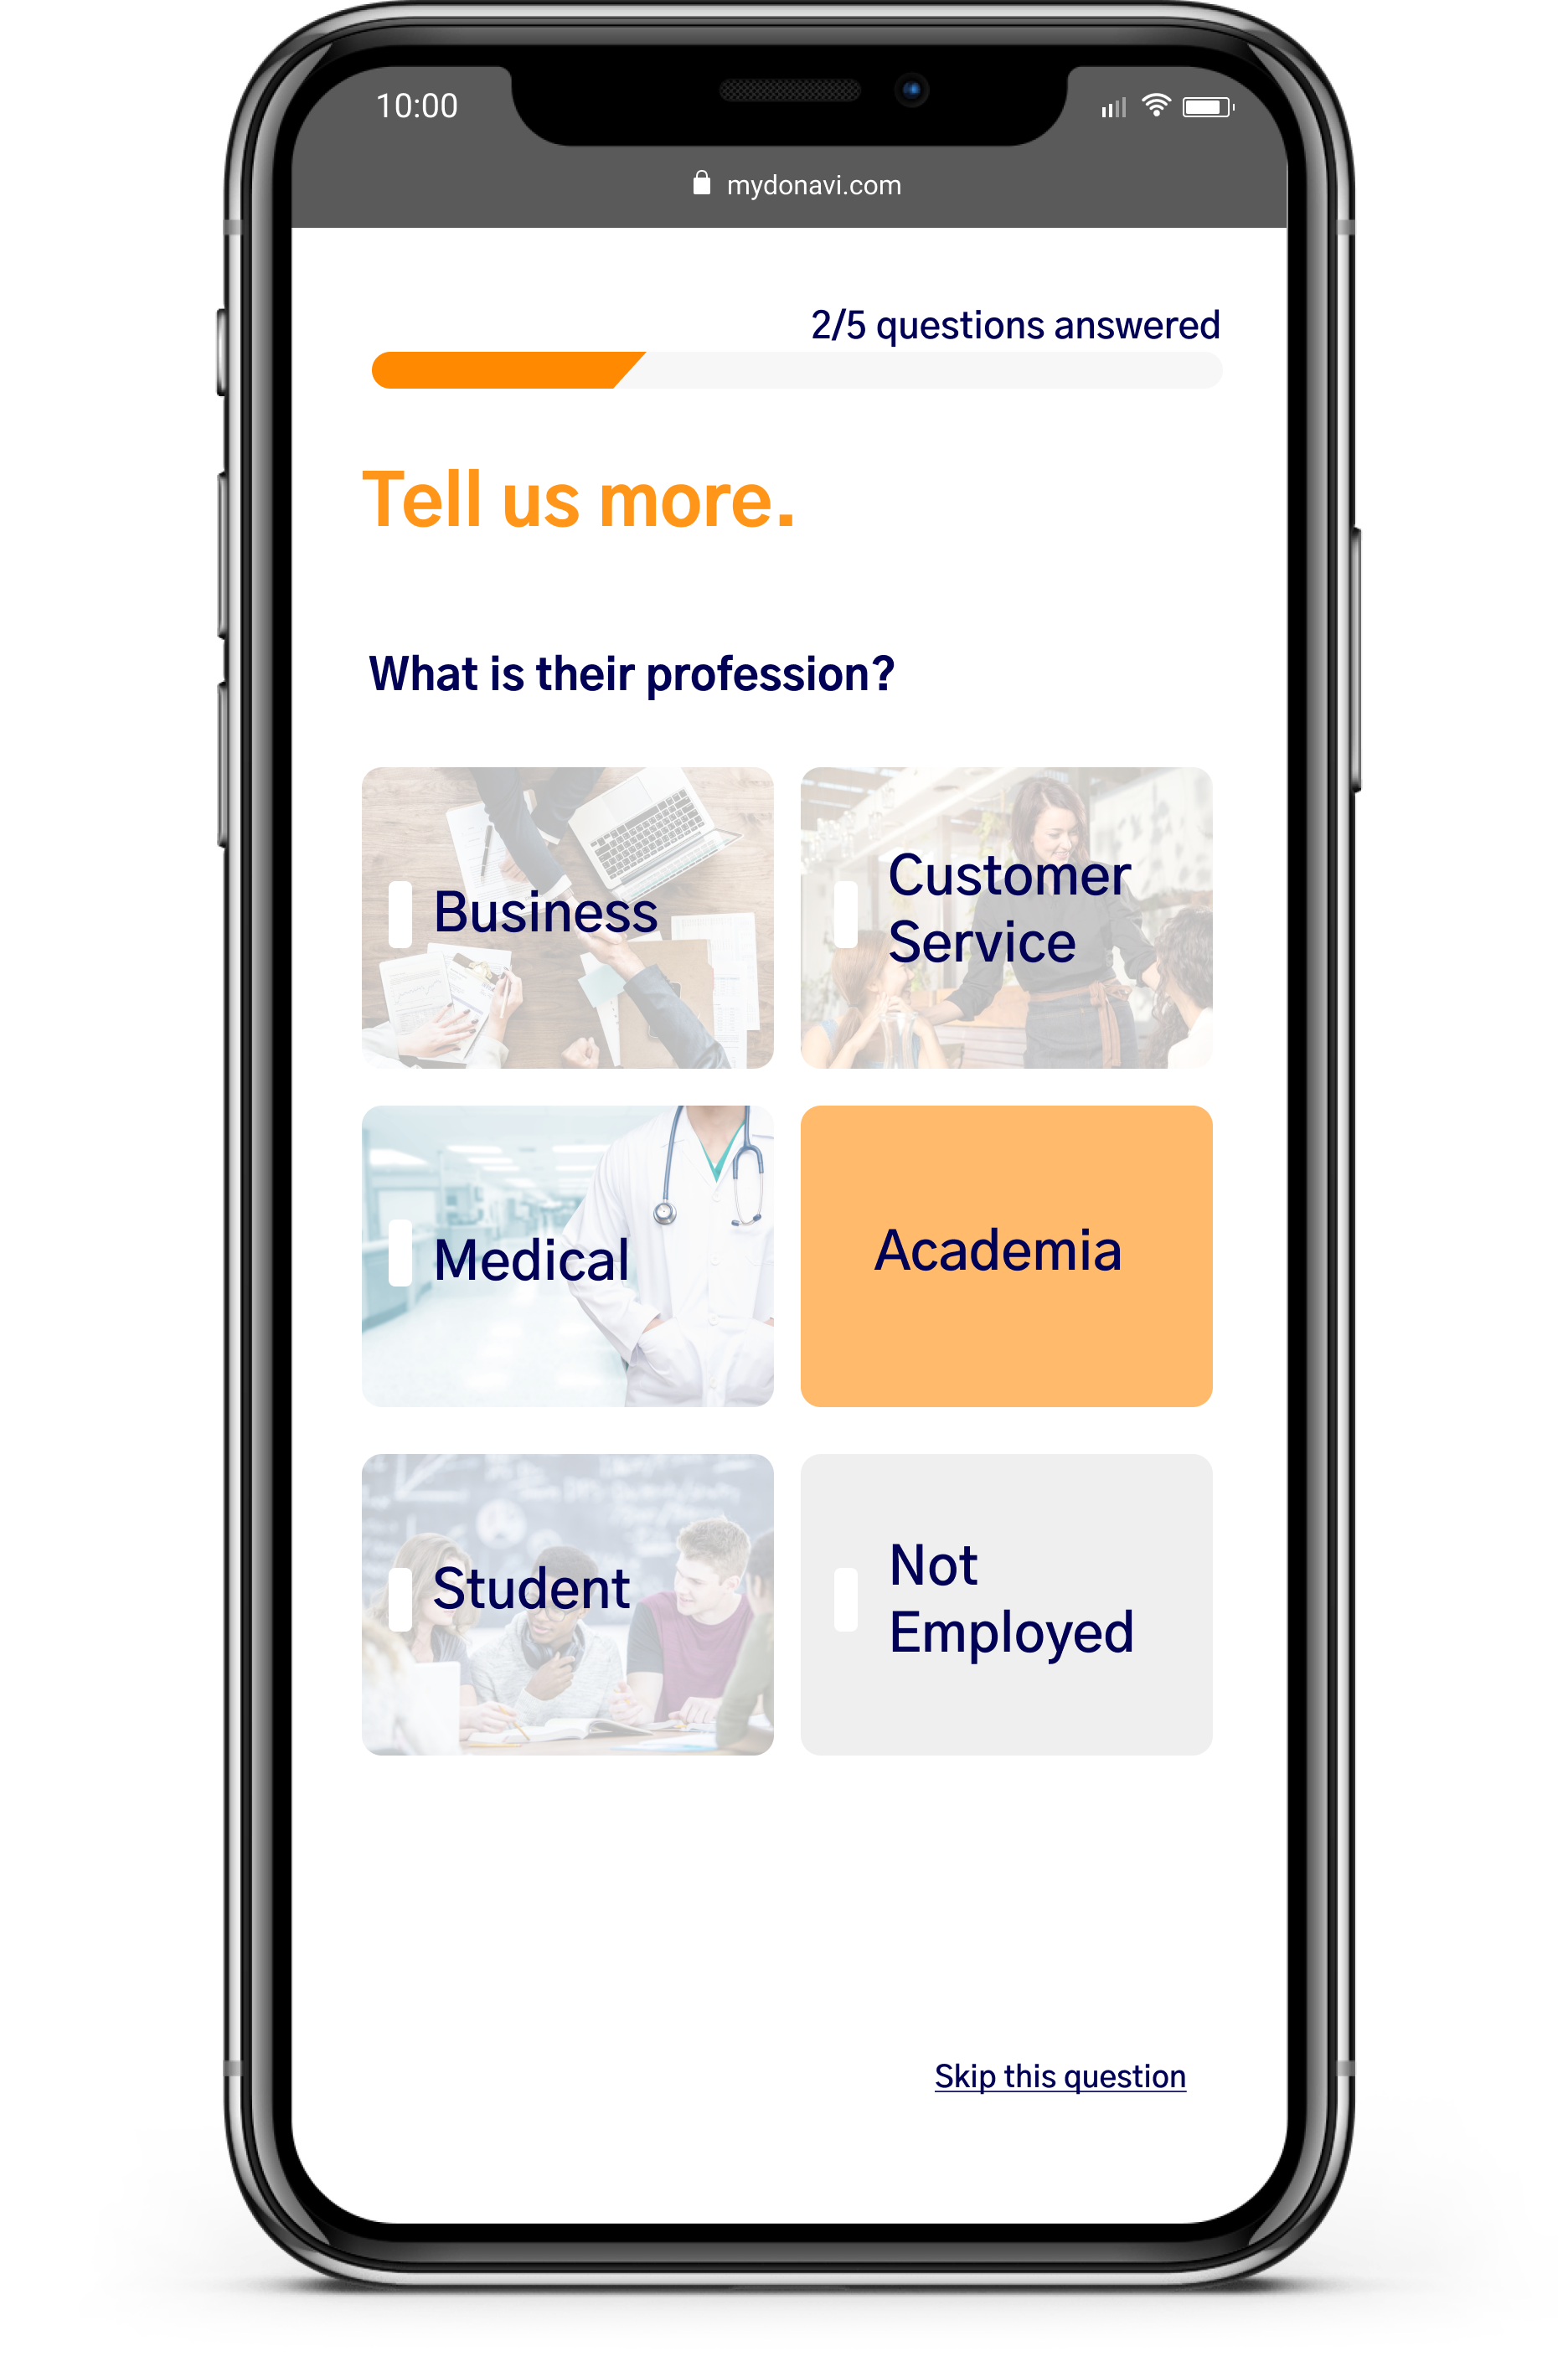 10:00
mydonavi.com
2/5 questions answered
Tell us more.
What is their profession?
Business
Customer
Service
Medical
Academia
Student
Not
Employed
Skip this question